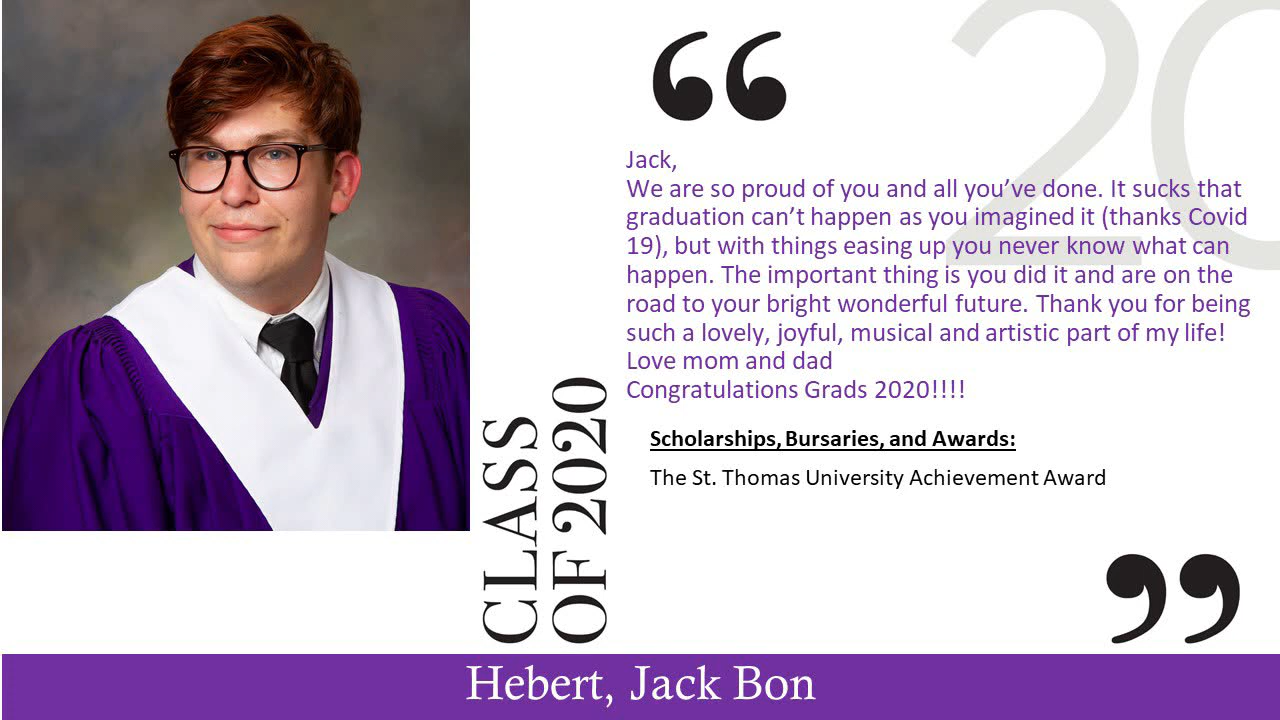 20
“
Jack,
We are so proud of you and all you’ve done. It sucks that
graduation can’t happen as you imagined it (thanks Covid
19), but with things easing up you never know what can
happen. The important thing is you did it and are on the
road to your bright wonderful future. Thank you for being
such a lovely, joyful, musical and artistic part of my life!
Love mom and dad
Congratulations Grads 2020!!!!
Scholarships, Bursaries, and Awards:
The St. Thomas University Achievement Award
”
CLASS
OF 2020
Hebert, Jack Bon